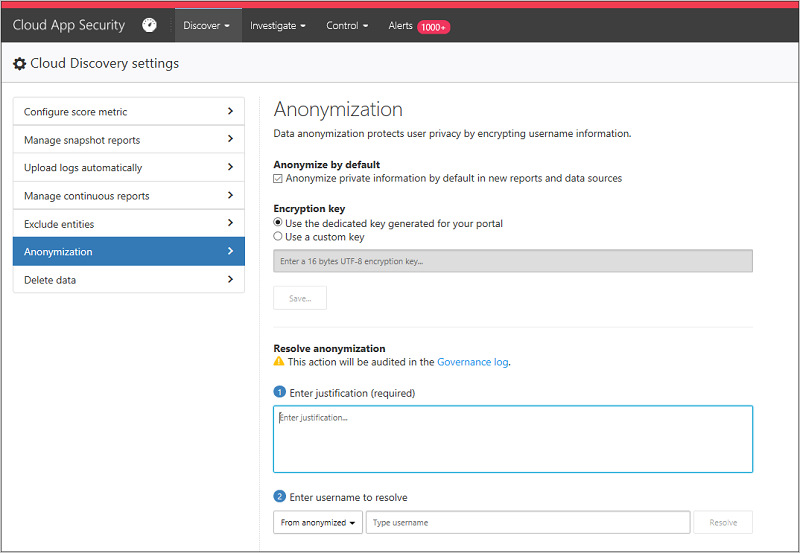 Cloud App Security Discover Investigate Control Alerts 1000+
Cloud Discovery settings
Configure score metric
Manage snapshot reports
Upload logs automatically
Manage continuous reports
Exclude entities
Anonymization
Delete data
Anonymization
Data anonymization protects user privacy by encrypting username information.
Anonymize by default
Anonymize private information by default in new reports and data sources
Encryption key
Use the dedicated key generated for your portal
Use a custom key
Enter a 16 bytes UTF-8 encryption key...
Save...
Resolve anonymization
This action will be audited in the Governance log.
1 Enter justification (required)
Enter justification...
2 Enter username to resolve
From anonymized Type username Resolve